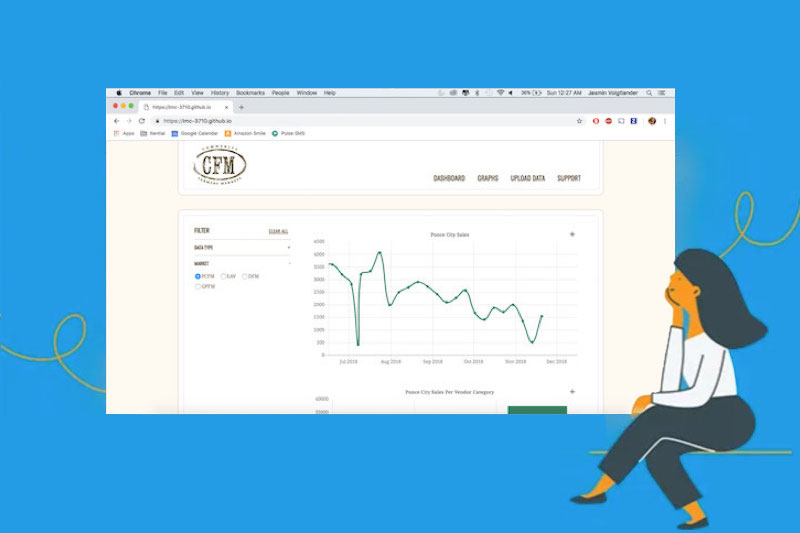 Chrome File Edit View History Bookmarks People Window Help
Sun 12:27 AM Jasmin Voigtlander
https://lmc-3710.github.io
https://lmc-3710.github.io
Apps Rental Google Calendar Amazon Smile Pulse SMS
COMMUNITY
CFM
FARMERS MARKETS
DASHBOARD GRAPHS UPLOAD DATA SUPPORT
FILTER CLEAR ALL
DATA TYPE +
MARKET -
PCFM EAV DFM
GPFM
Ponce City Sales +
4500
4000
3500
3000
2500
2000
1500
1000
500
0
Jul 2018 Aug 2018 Sep 2018 Oct 2018 Nov 2018 Dec 2018
Ponce City Sales Per Vendor Category +
60000